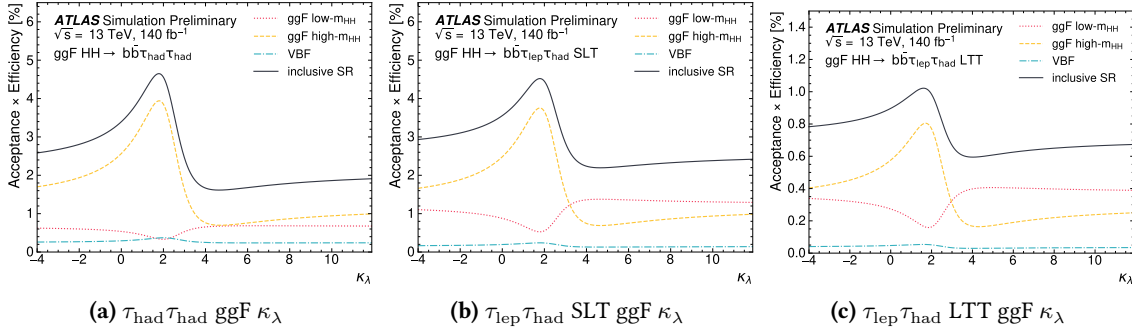 Acceptance × Efficiency [%]
6
5
4
3
2
1
0
ATLAS Simulation Preliminary
√s = 13 TeV, 140 fb⁻¹
ggF HH→ bb̄τhadτhad
ggF low-mHH
ggF high-mHH
VBF
inclusive SR
−4 −2 0 2 4 6 8 10
κλ
(a) τhadτhad ggF κλ
Acceptance × Efficiency [%]
6
5
4
3
2
1
0
ATLAS Simulation Preliminary
√s = 13 TeV, 140 fb⁻¹
ggF HH→ bb̄τlepτhad SLT
ggF low-mHH
ggF high-mHH
VBF
inclusive SR
−4 −2 0 2 4 6 8 10
κλ
(b) τlepτhad SLT ggF κλ
Acceptance × Efficiency [%]
1.4
1.2
1.0
0.8
0.6
0.4
0.2
0.0
ATLAS Simulation Preliminary
√s = 13 TeV, 140 fb⁻¹
ggF HH→ bb̄τlepτhad LTT
ggF low-mHH
ggF high-mHH
VBF
inclusive SR
−4 −2 0 2 4 6 8 10
κλ
(c) τlepτhad LTT ggF κλ